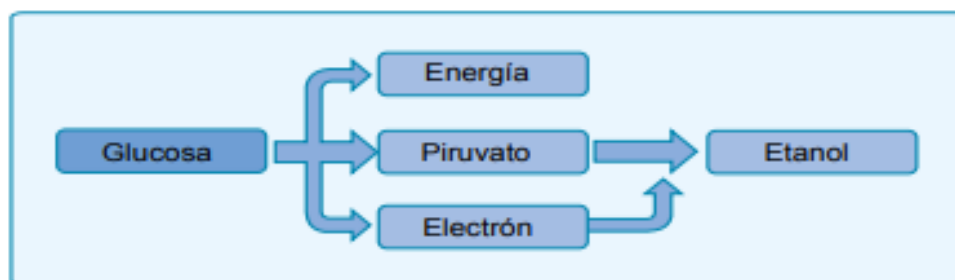 Energía
Glucosa
Piruvato
Etanol
Electrón